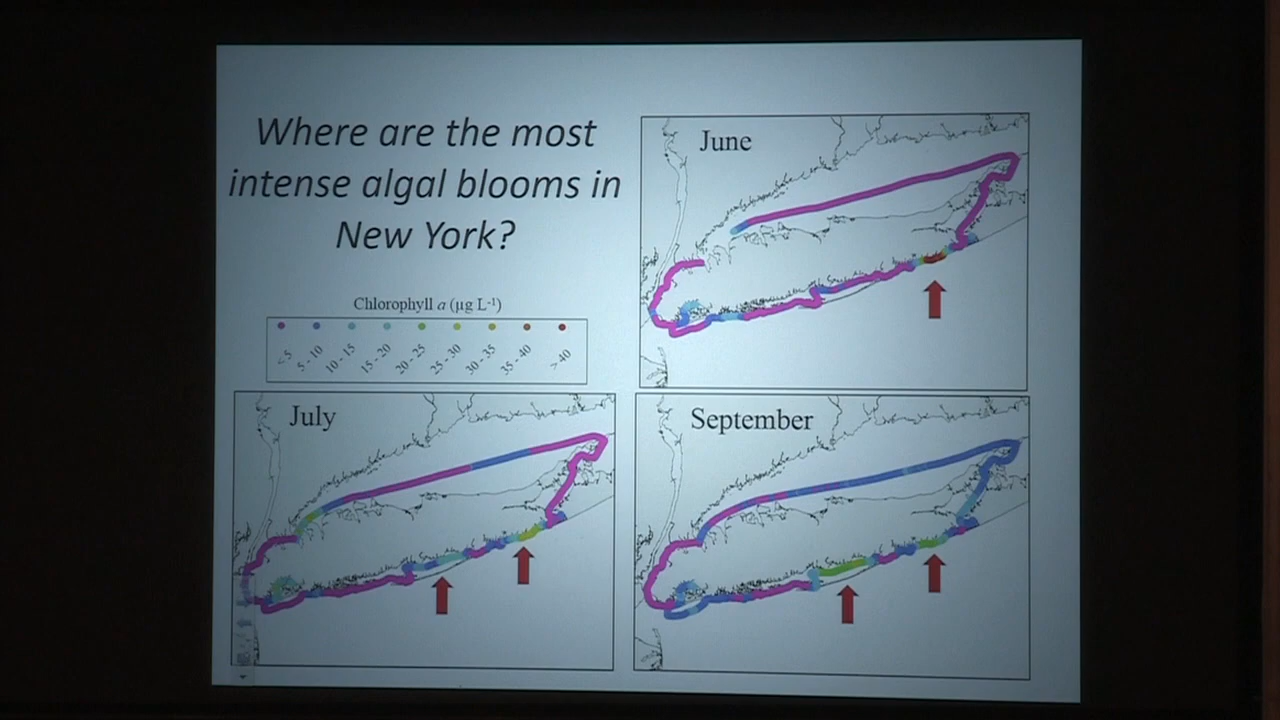 Where are the most
intense algal blooms in
New York?
Chlorophyll a (µg L⁻¹)
< 5
5 - 10
10 - 15
15 - 20
20 - 25
25 - 30
30 - 35
35 - 40
> 40
June
July
September